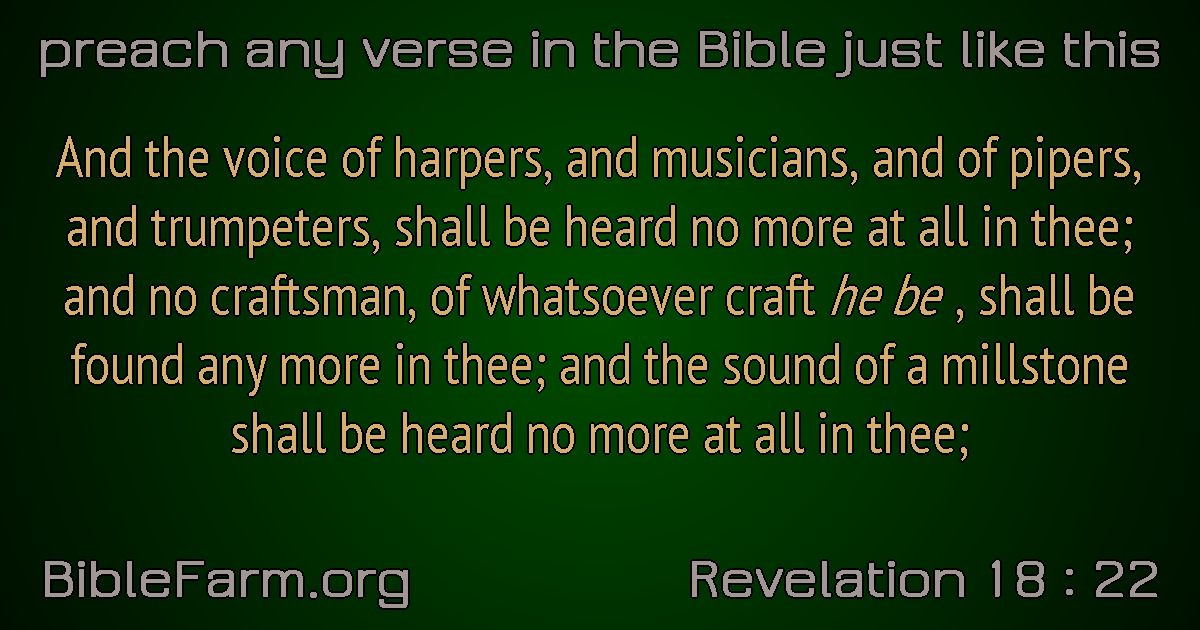 preach any verse in the Bible just like this
And the voice of harpers, and musicians, and of pipers,
and trumpeters, shall be heard no more at all in thee;
and no craftsman, of whatsoever craft he be , shall be
found any more in thee; and the sound of a millstone
shall be heard no more at all in thee;
BibleFarm.org
Revelation 18 : 22